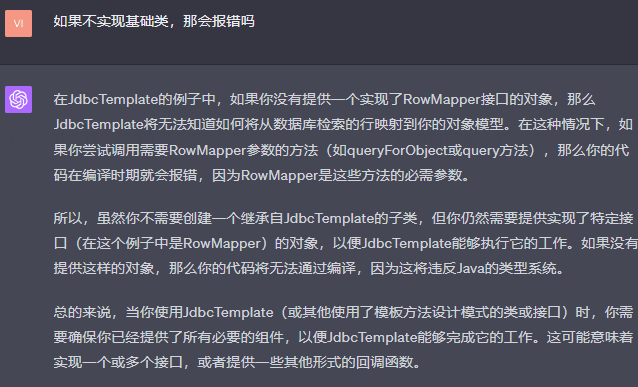 VI
如果不实现基础类，那会报错吗
在JdbcTemplate的例子中，如果你没有提供一个实现了RowMapper接口的对象，那么
JdbcTemplate将无法知道如何将从数据库检索的行映射到你的对象模型。在这种情况下，如
果你尝试调用需要RowMapper参数的方法（如queryForObject或query方法），那么你的代
码在编译时期就会报错，因为RowMapper是这些方法的必需参数。
所以，虽然你不需要创建一个继承自JdbcTemplate的子类，但你仍然需要提供实现了特定接
口（在这个例子中是RowMapper）的对象，以便JdbcTemplate能够执行它的工作。如果没有
提供这样的对象，那么你的代码将无法通过编译，因为这将违反Java的类型系统。
总的来说，当你使用JdbcTemplate（或其他使用了模板方法设计模式的类或接口）时，你需
要确保你已经提供了所有必要的组件，以便JdbcTemplate能够完成它的工作。这可能意味着
实现一个或多个接口，或者提供一些其他形式的回调函数。